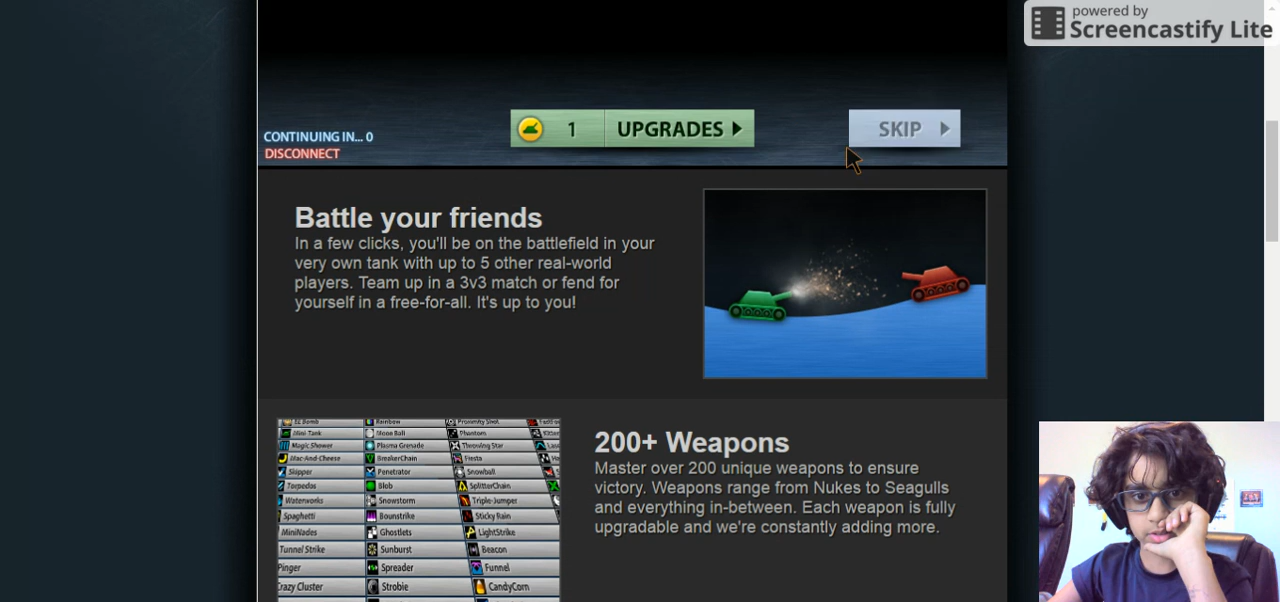 powered by
Screencastify Lite
CONTINUING IN... 0
DISCONNECT
1 UPGRADES
SKIP
Battle your friends
In a few clicks, you'll be on the battlefield in your
very own tank with up to 5 other real-world
players. Team up in a 3v3 match or fend for
yourself in a free-for-all. It's up to you!
200+ Weapons
Master over 200 unique weapons to ensure
victory. Weapons range from Nukes to Seagulls
and everything in-between. Each weapon is fully
upgradable and we're constantly adding more.
EZ Bomb Rainbow Proximity Shot
Mini Tank Moon Ball Phantom
Magic Shower Plasma Grenade Throwing Star
Mac-And-Cheese BreakerChain Fiesta
Skipper Penetrator Snowball
Torpedos Blob SplitterChain
Waterworks Snowstorm Triple-Jumper
Spaghetti Bounstrike Sticky Rain
MiniNades Ghostlets LightStrike
Tunnel Strike Sunburst Beacon
Pinger Spreader Funnel
Crazy Cluster Strobie CandyCorn